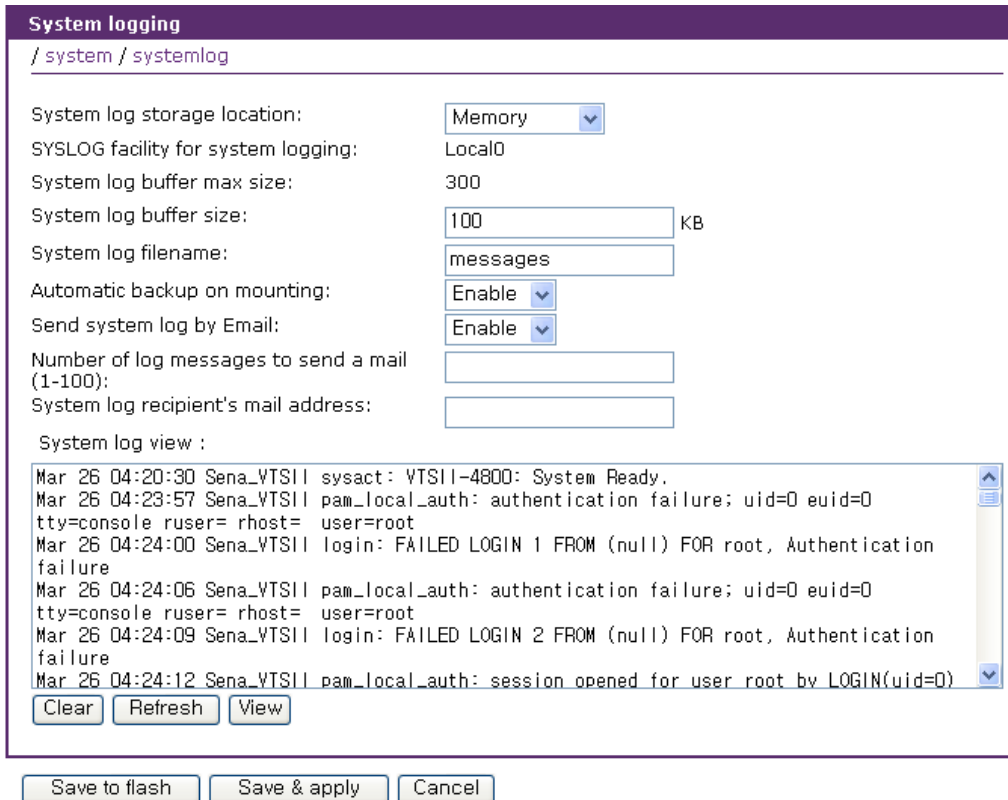 System logging
/ system / systemlog
System log storage location: Memory
SYSLOG facility for system logging: Local0
System log buffer max size: 300
System log buffer size: 100 KB
System log filename: messages
Automatic backup on mounting: Enable
Send system log by Email: Enable
Number of log messages to send a mail
(1-100):
System log recipient's mail address:
System log view :
Mar 26 04:20:30 Sena_VTSII sysact: VTSII-4800: System Ready.
Mar 26 04:23:57 Sena_VTSII pam_local_auth: authentication failure; uid=0 euid=0
tty=console ruser= rhost=  user=root
Mar 26 04:24:00 Sena_VTSII login: FAILED LOGIN 1 FROM (null) FOR root, Authentication
failure
Mar 26 04:24:06 Sena_VTSII pam_local_auth: authentication failure; uid=0 euid=0
tty=console ruser= rhost=  user=root
Mar 26 04:24:09 Sena_VTSII login: FAILED LOGIN 2 FROM (null) FOR root, Authentication
failure
Mar 26 04:24:12 Sena_VTSII pam_local_auth: session opened for user root by LOGIN(uid=0)
Clear Refresh View
Save to flash Save & apply Cancel